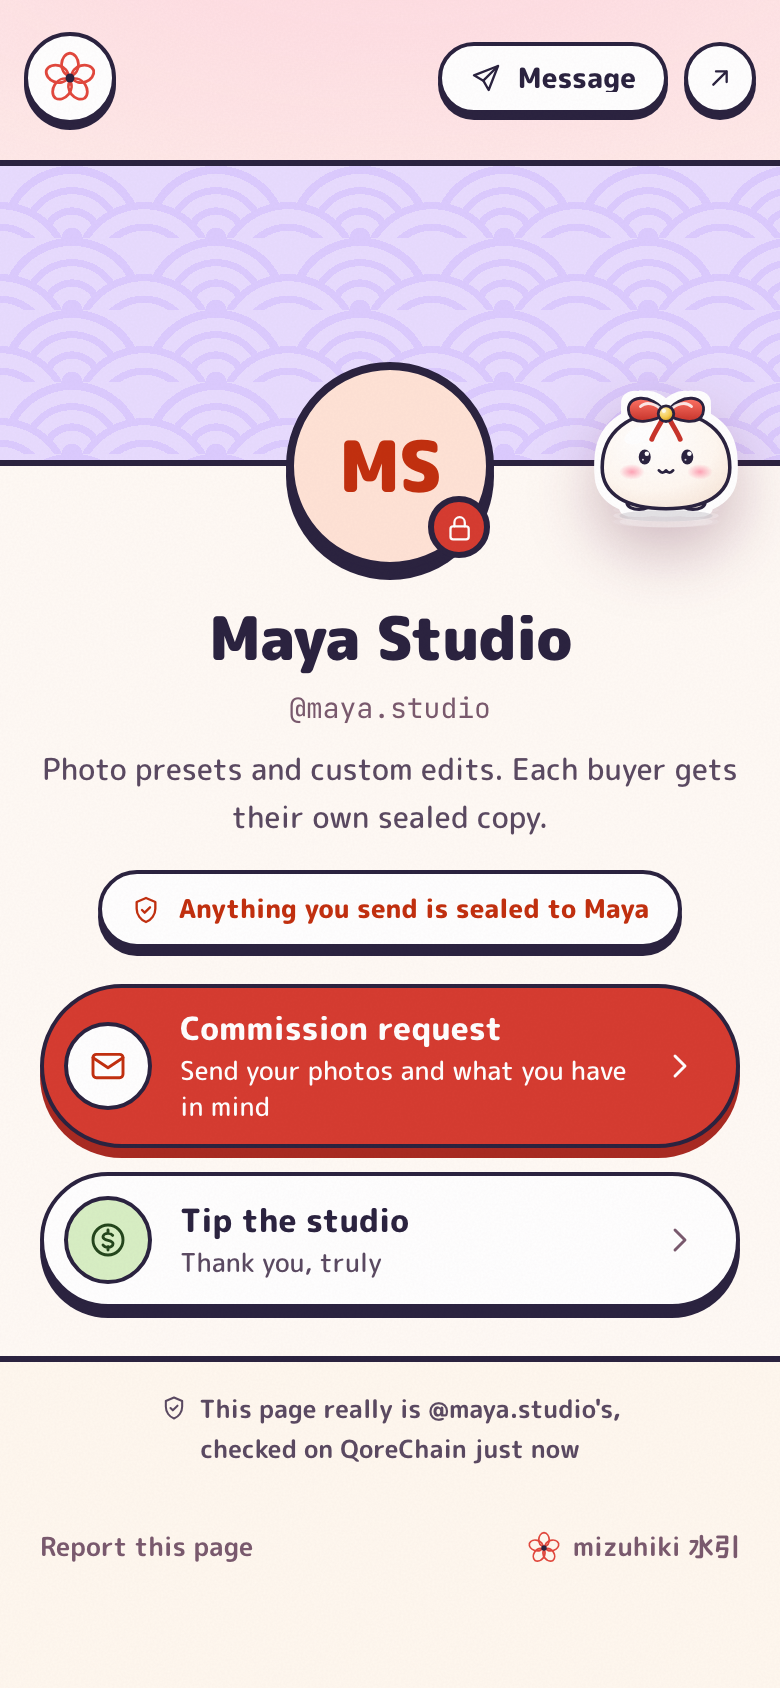 Message
MS
Maya Studio
@maya.studio
Photo presets and custom edits. Each buyer gets
their own sealed copy.
Anything you send is sealed to Maya
Commission request
Send your photos and what you have
in mind
Tip the studio
Thank you, truly
This page really is @maya.studio's,
checked on QoreChain just now
Report this page
mizuhiki 水引